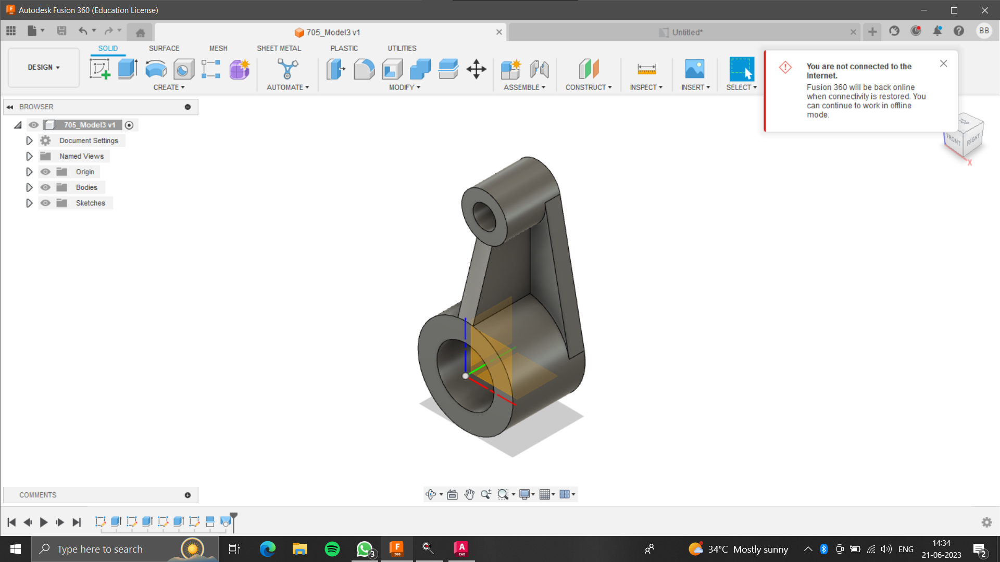 Autodesk Fusion 360 (Education License)
705_Model3 v1
Untitled*
BB
DESIGN
SOLID
SURFACE
MESH
SHEET METAL
PLASTIC
UTILITIES
CREATE
AUTOMATE
MODIFY
ASSEMBLE
CONSTRUCT
INSPECT
INSERT
SELECT
You are not connected to the
Internet.
Fusion 360 will be back online
when connectivity is restored. You
can continue to work in offline
mode.
TOP
FRONT
RIGHT
X
BROWSER
705_Model3 v1
Document Settings
Named Views
Origin
Bodies
Sketches
COMMENTS
Type here to search
3
F
360
A
CAD
34°C Mostly sunny
ENG
14:34
21-06-2023
2